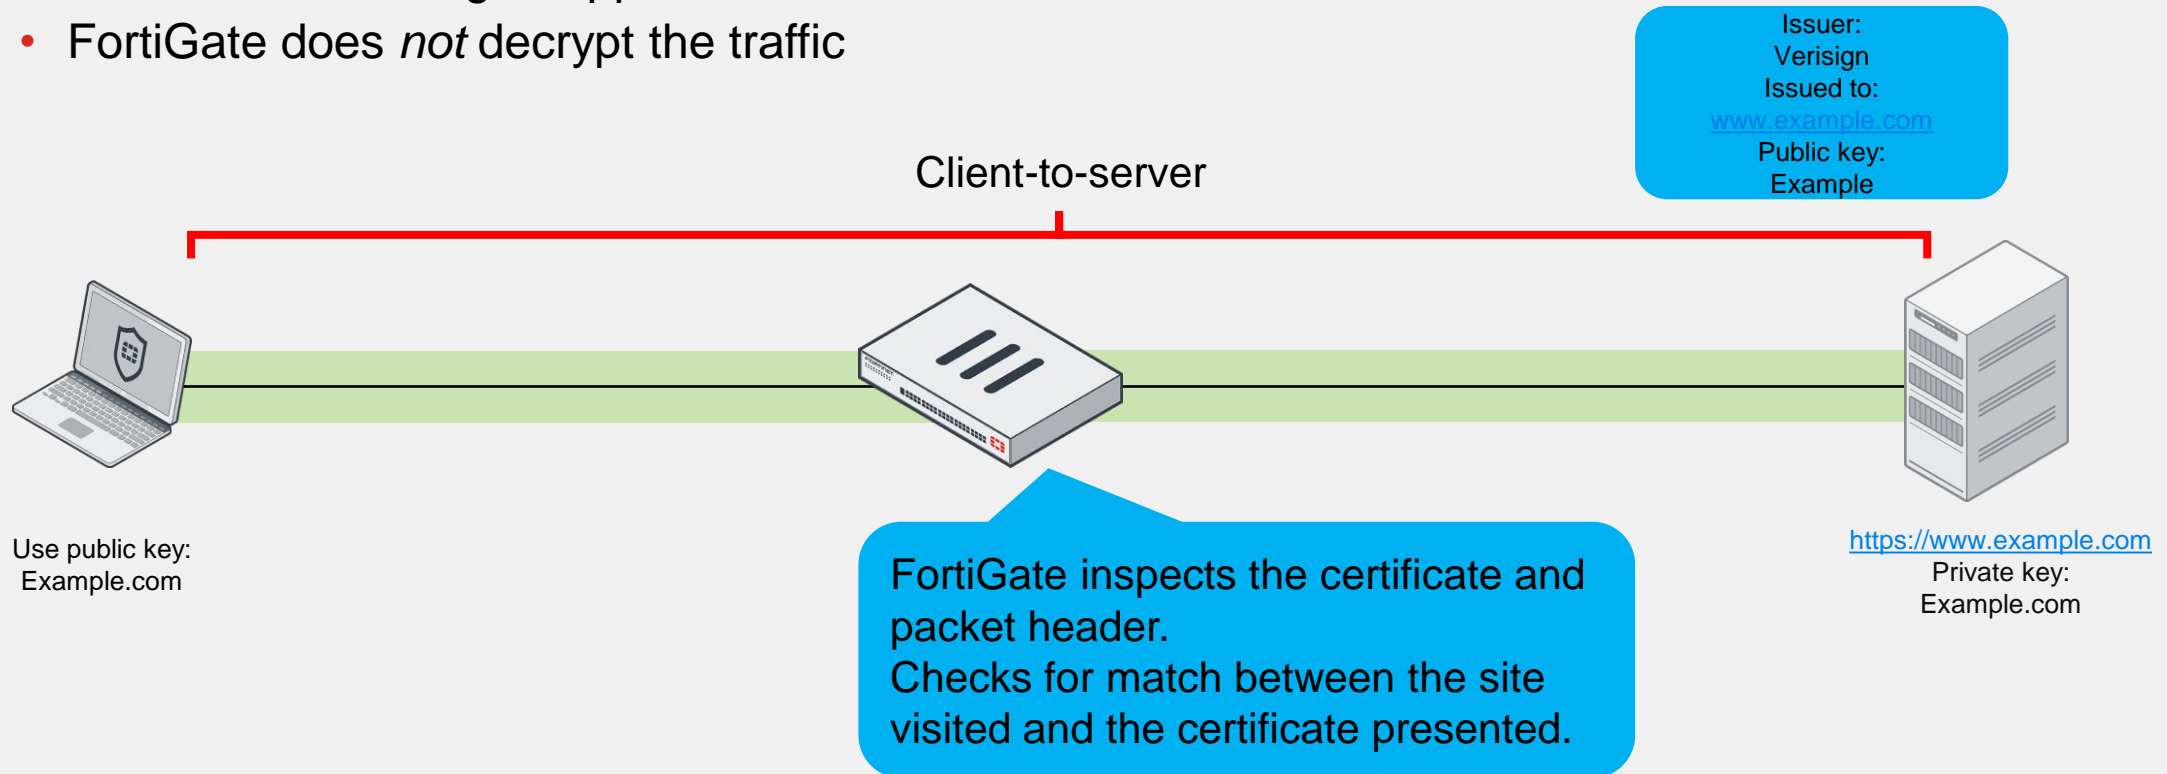 • FortiGate does not decrypt the traffic
Issuer:
Verisign
Issued to:
www.example.com
Public key:
Example
Client-to-server
Use public key:
Example.com
FortiGate inspects the certificate and
packet header.
Checks for match between the site
visited and the certificate presented.
https://www.example.com
Private key:
Example.com